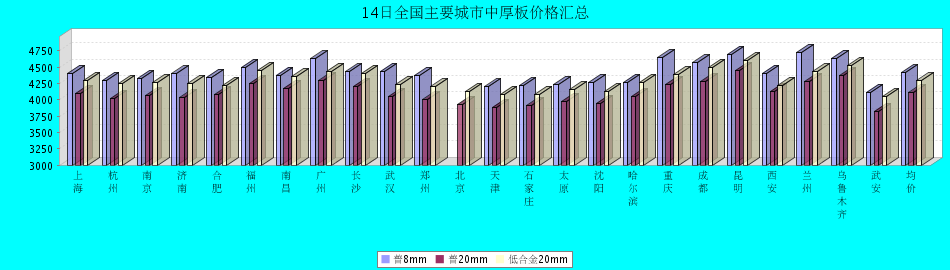 14日全国主要城市中厚板价格汇总
4750
4500
4250
4000
3750
3500
3250
3000
上海
杭州
南京
济南
合肥
福州
南昌
广州
长沙
武汉
郑州
北京
天津
石家庄
太原
沈阳
哈尔滨
重庆
成都
昆明
西安
兰州
乌鲁木齐
武安
均价
普8mm
普20mm
低合金20mm